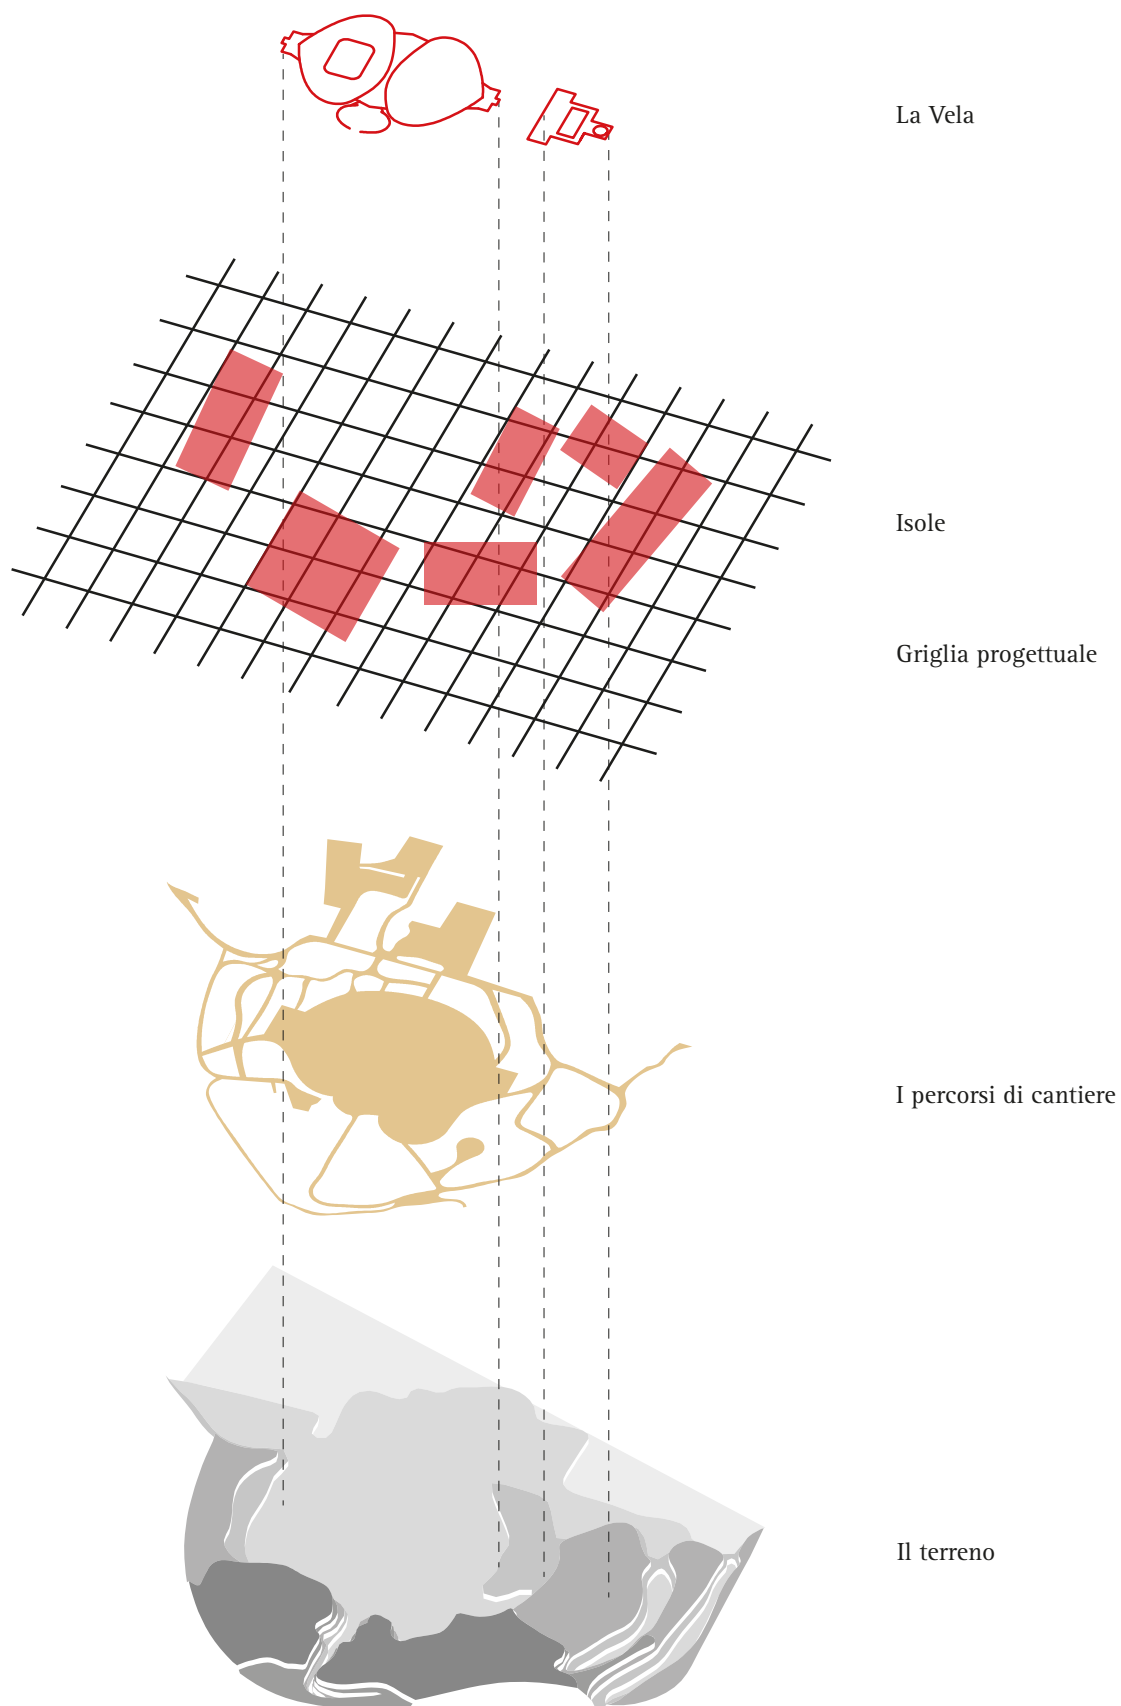 La Vela
Isole
Griglia progettuale
I percorsi di cantiere
Il terreno